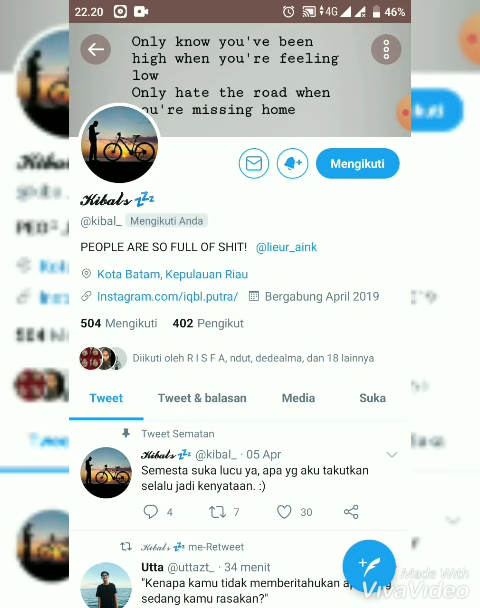 22.20 4G 46%
Only know you've been
high when you're feeling
low
Only hate the road when
you're missing home
Mengikuti
𝓚𝓲𝓫𝓪𝓵𝓼 💤
@kibal_ Mengikuti Anda
PEOPLE ARE SO FULL OF SHIT! @lieur_aink
Kota Batam, Kepulauan Riau
Instagram.com/iqbl.putra/ Bergabung April 2019
504 Mengikuti 402 Pengikut
Diikuti oleh R I S F A, ndut, dedealma, dan 18 lainnya
Tweet Tweet & balasan Media Suka
Tweet Sematan
𝓚𝓲𝓫𝓪𝓵𝓼 💤 @kibal_ · 05 Apr
Semesta suka lucu ya, apa yg aku takutkan
selalu jadi kenyataan. :)
4 7 30
𝓚𝓲𝓫𝓪𝓵𝓼 💤 me-Retweet
Utta @uttazt_ · 34 menit
"Kenapa kamu tidak memberitahukan
sedang kamu rasakan?"
Made With
VivaVideo